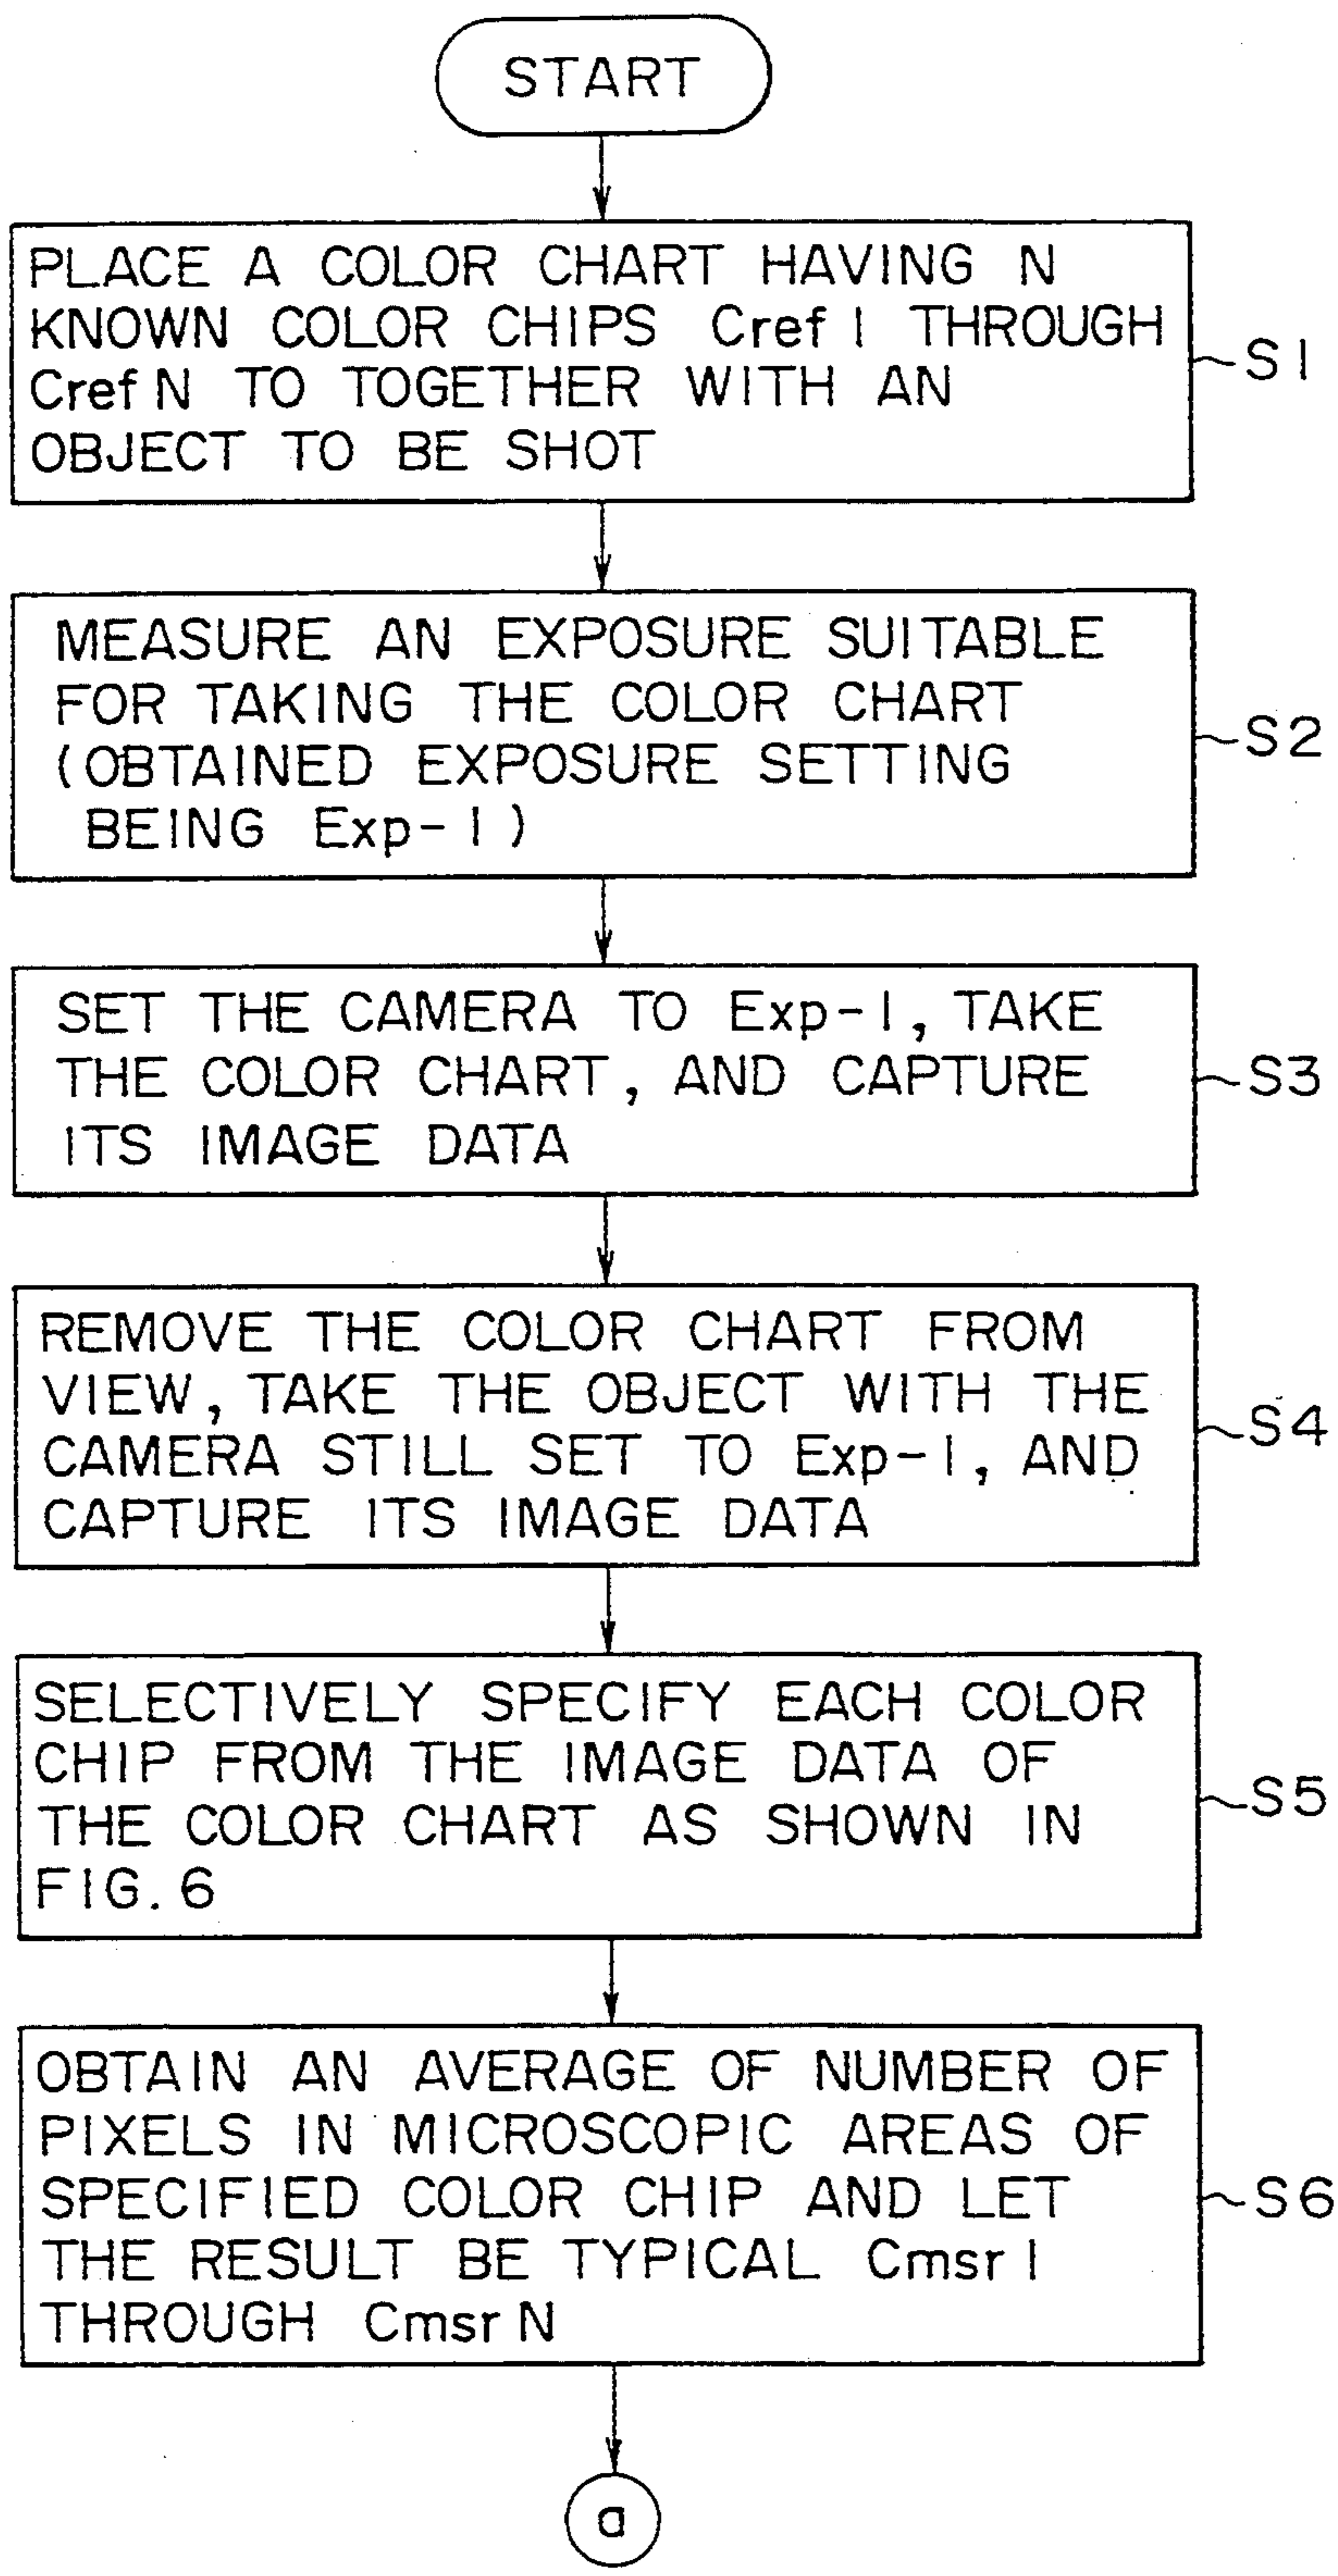 START
PLACE A COLOR CHART HAVING N
KNOWN COLOR CHIPS Cref 1 THROUGH
Cref N TO TOGETHER WITH AN
OBJECT TO BE SHOT
S1
MEASURE AN EXPOSURE SUITABLE
FOR TAKING THE COLOR CHART
(OBTAINED EXPOSURE SETTING
BEING Exp-1)
S2
SET THE CAMERA TO Exp-1, TAKE
THE COLOR CHART, AND CAPTURE
ITS IMAGE DATA
S3
REMOVE THE COLOR CHART FROM
VIEW, TAKE THE OBJECT WITH THE
CAMERA STILL SET TO Exp-1, AND
CAPTURE ITS IMAGE DATA
S4
SELECTIVELY SPECIFY EACH COLOR
CHIP FROM THE IMAGE DATA OF
THE COLOR CHART AS SHOWN IN
FIG. 6
S5
OBTAIN AN AVERAGE OF NUMBER OF
PIXELS IN MICROSCOPIC AREAS OF
SPECIFIED COLOR CHIP AND LET
THE RESULT BE TYPICAL Cmsr 1
THROUGH Cmsr N
S6
a